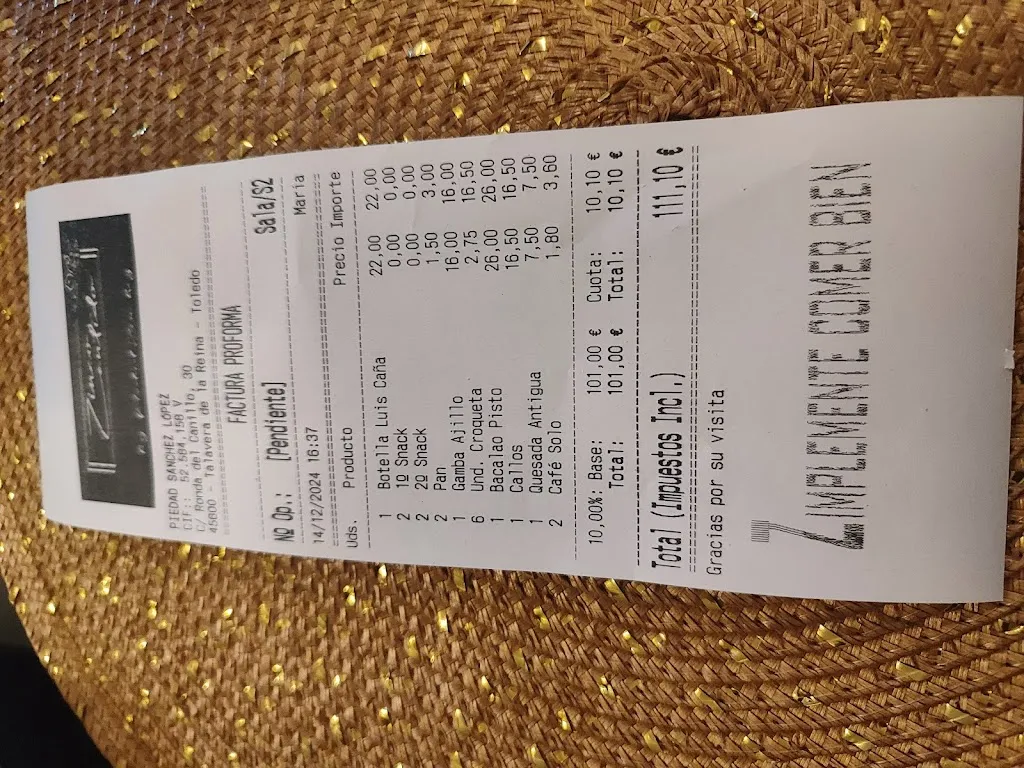 PIEDAD SANCHEZ LOPEZ
CIF.: 52.584.158 V
C/ Ronda del Cañillo, 30
45600 - Talavera de la Reina - Toledo
FACTURA PROFORMA
Nº Op.: [Pendiente] Sala/S2
Maria
14/12/2024 16:37
Uds. Producto Precio Importe
1 Botella Luis Caña 22,00 22,00
2 1º Snack 0,00 0,00
2 2º Snack 0,00 0,00
2 Pan 1,50 3,00
1 Gamba Ajillo 16,00 16,00
6 Und. Croqueta 2,75 16,50
1 Bacalao Pisto 26,00 26,00
1 Callos 16,50 16,50
1 Quesada Antigua 7,50 7,50
2 Café Solo 1,80 3,60
10,00%: Base: 101,00 € Cuota: 10,10 €
Total: 101,00 € Total: 10,10 €
Total (Impuestos Incl.) 111,10 €
Gracias por su visita
ZIMPLEMENTE COMER BIEN